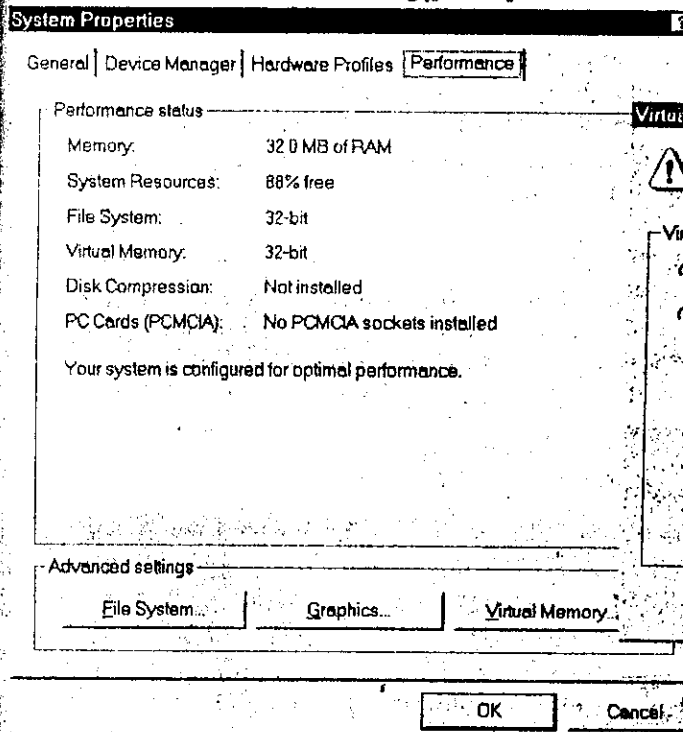 System Properties
General Device Manager Hardware Profiles Performance
Performance status
Memory: 32.0 MB of RAM
System Resources: 88% free
File System: 32-bit
Virtual Memory: 32-bit
Disk Compression: Not installed
PC Cards (PCMCIA): No PCMCIA sockets installed
Your system is configured for optimal performance.
Advanced settings
File System... Graphics... Virtual Memory...
OK Cancel